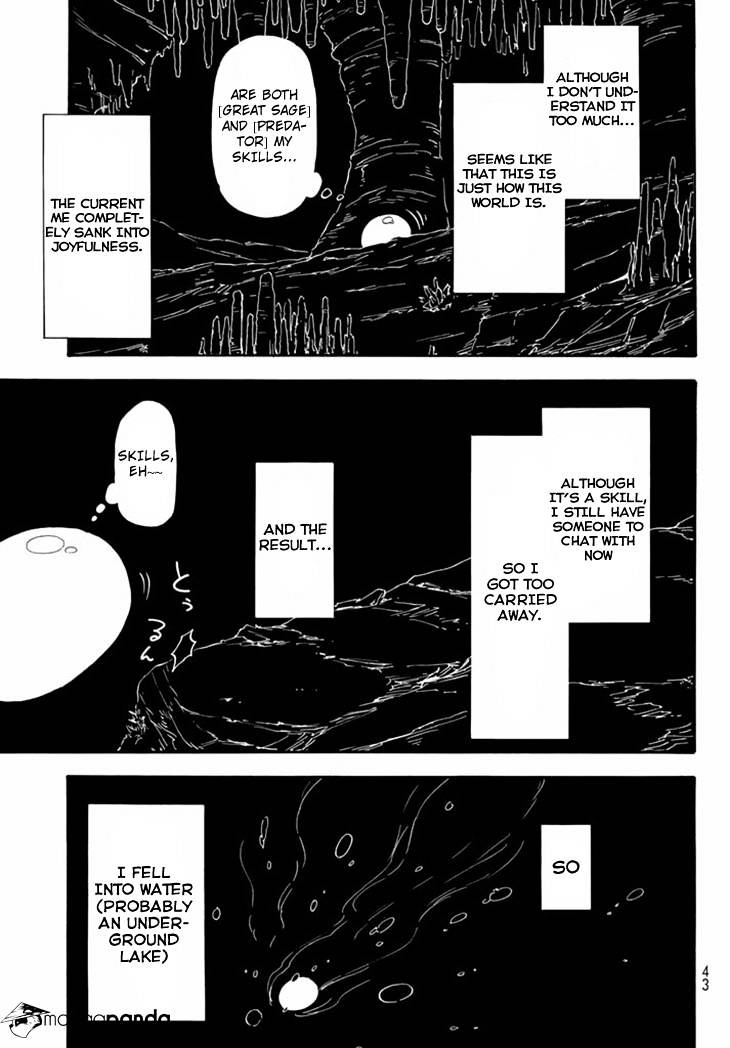 ALTHOUGH
I DON'T UND-
ERSTAND IT
TOO MUCH...
SEEMS LIKE
THAT THIS IS
JUST HOW THIS
WORLD IS.
ARE BOTH
[GREAT SAGE]
AND [PREDA-
TOR] MY
SKILLS...
THE CURRENT
ME COMPLET-
ELY SANK INTO
JOYFULNESS.
ALTHOUGH
IT'S A SKILL,
I STILL HAVE
SOMEONE TO
CHAT WITH
NOW
SO I
GOT TOO
CARRIED
AWAY.
AND THE
RESULT...
SKILLS,
EH~~
とぅ
るん
SO
I FELL
INTO WATER
(PROBABLY
AN UNDER-
GROUND
LAKE)
43
mangapanda